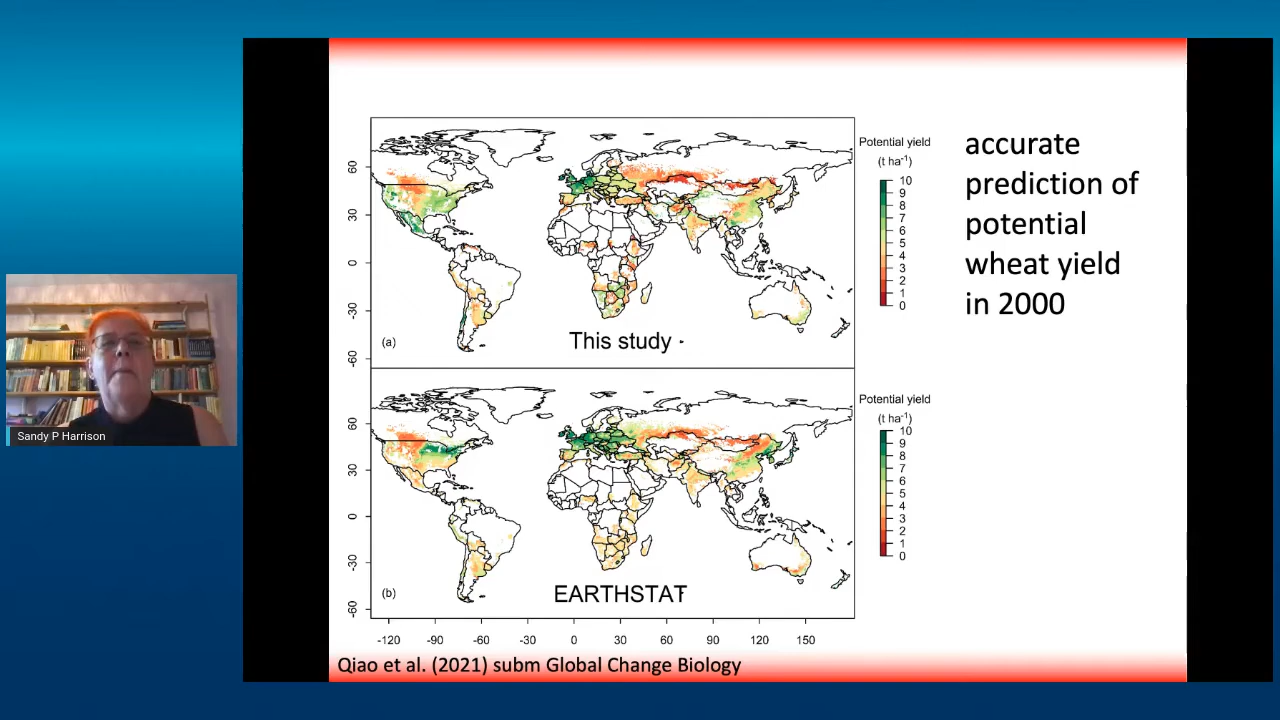 Potential yield
(t ha⁻¹)
10
9
8
7
6
5
4
3
2
1
0
60
30
0
-30
-60
(a)
This study
accurate
prediction of
potential
wheat yield
in 2000
Sandy P Harrison
Potential yield
(t ha⁻¹)
10
9
8
7
6
5
4
3
2
1
0
60
30
0
-30
-60
(b)
EARTHSTAT
-120 -90 -60 -30 0 30 60 90 120 150
Qiao et al. (2021) subm Global Change Biology